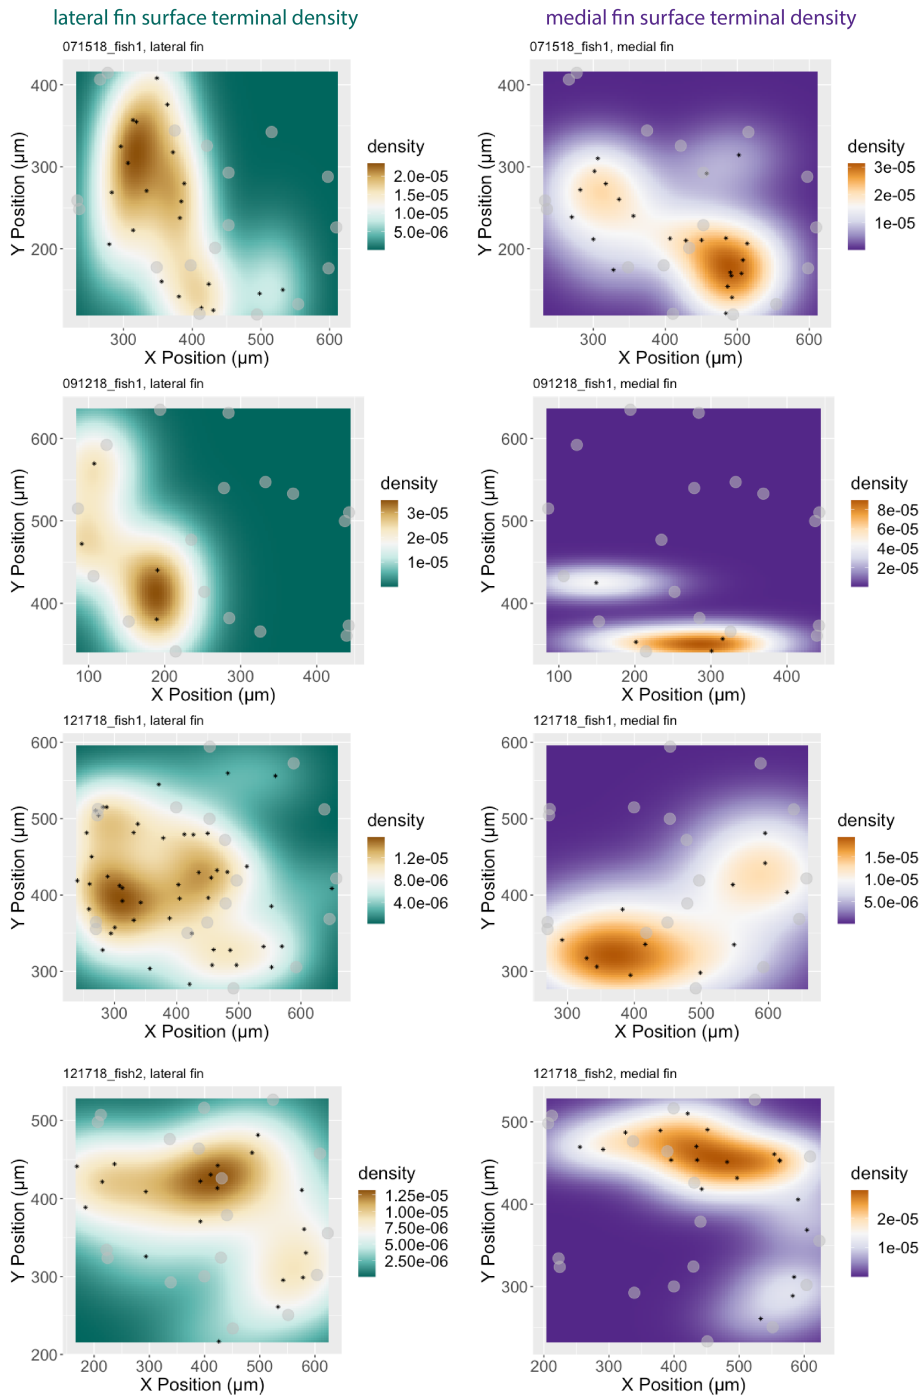 lateral fin surface terminal density
medial fin surface terminal density
071518_fish1, lateral fin
400
300
200
300 400 500 600
X Position (µm)
Y Position (µm)
density
2.0e-05
1.5e-05
1.0e-05
5.0e-06
071518_fish1, medial fin
400
300
200
300 400 500 600
X Position (µm)
Y Position (µm)
density
3e-05
2e-05
1e-05
091218_fish1, lateral fin
600
500
400
100 200 300 400
X Position (µm)
Y Position (µm)
density
3e-05
2e-05
1e-05
091218_fish1, medial fin
600
500
400
100 200 300 400
X Position (µm)
Y Position (µm)
density
8e-05
6e-05
4e-05
2e-05
121718_fish1, lateral fin
600
500
400
300
300 400 500 600
X Position (µm)
Y Position (µm)
density
1.2e-05
8.0e-06
4.0e-06
121718_fish1, medial fin
600
500
400
300
300 400 500 600
X Position (µm)
Y Position (µm)
density
1.5e-05
1.0e-05
5.0e-06
121718_fish2, lateral fin
500
400
300
200
200 300 400 500 600
X Position (µm)
Y Position (µm)
density
1.25e-05
1.00e-05
7.50e-06
5.00e-06
2.50e-06
121718_fish2, medial fin
500
400
300
200 300 400 500 600
X Position (µm)
Y Position (µm)
density
2e-05
1e-05